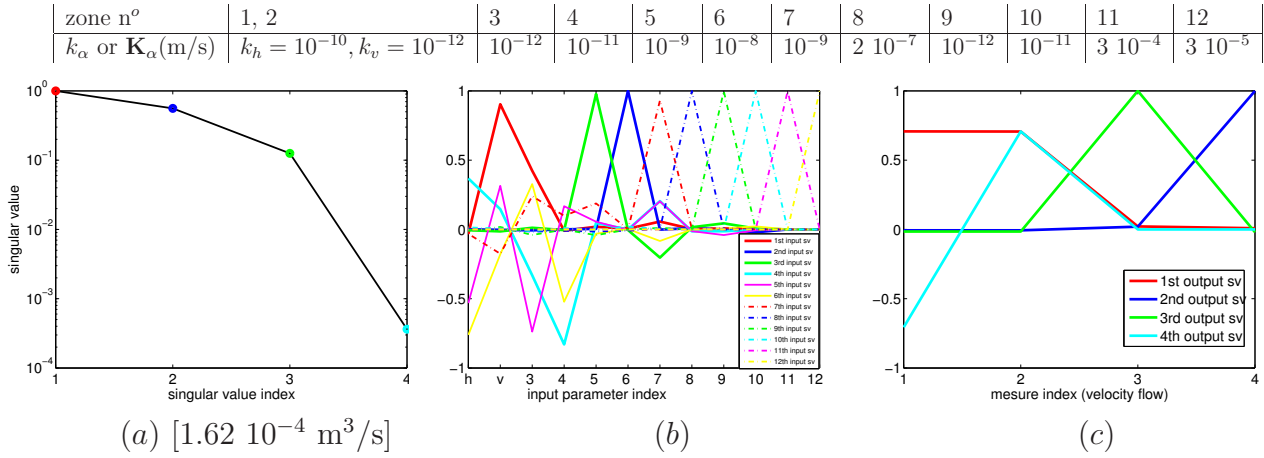 zone nº 1, 2 3 4 5 6 7 8 9 10 11 12
k_α or K_α(m/s) k_h = 10^{-10}, k_v = 10^{-12} 10^{-12} 10^{-11} 10^{-9} 10^{-8} 10^{-9} 2 10^{-7} 10^{-12} 10^{-11} 3 10^{-4} 3 10^{-5}
10^0
10^{-1}
10^{-2}
10^{-3}
10^{-4}
singular value
1 2 3 4
singular value index
(a) [1.62 10^{-4} m^3/s]
1
0.5
0
−0.5
−1
h v 3 4 5 6 7 8 9 10 11 12
input parameter index
1st input sv
2nd input sv
3rd input sv
4th input sv
5th input sv
6th input sv
7th input sv
8th input sv
9th input sv
10th input sv
11th input sv
12th input sv
(b)
1
0.5
0
−0.5
−1
1 2 3 4
mesure index (velocity flow)
1st output sv
2nd output sv
3rd output sv
4th output sv
(c)